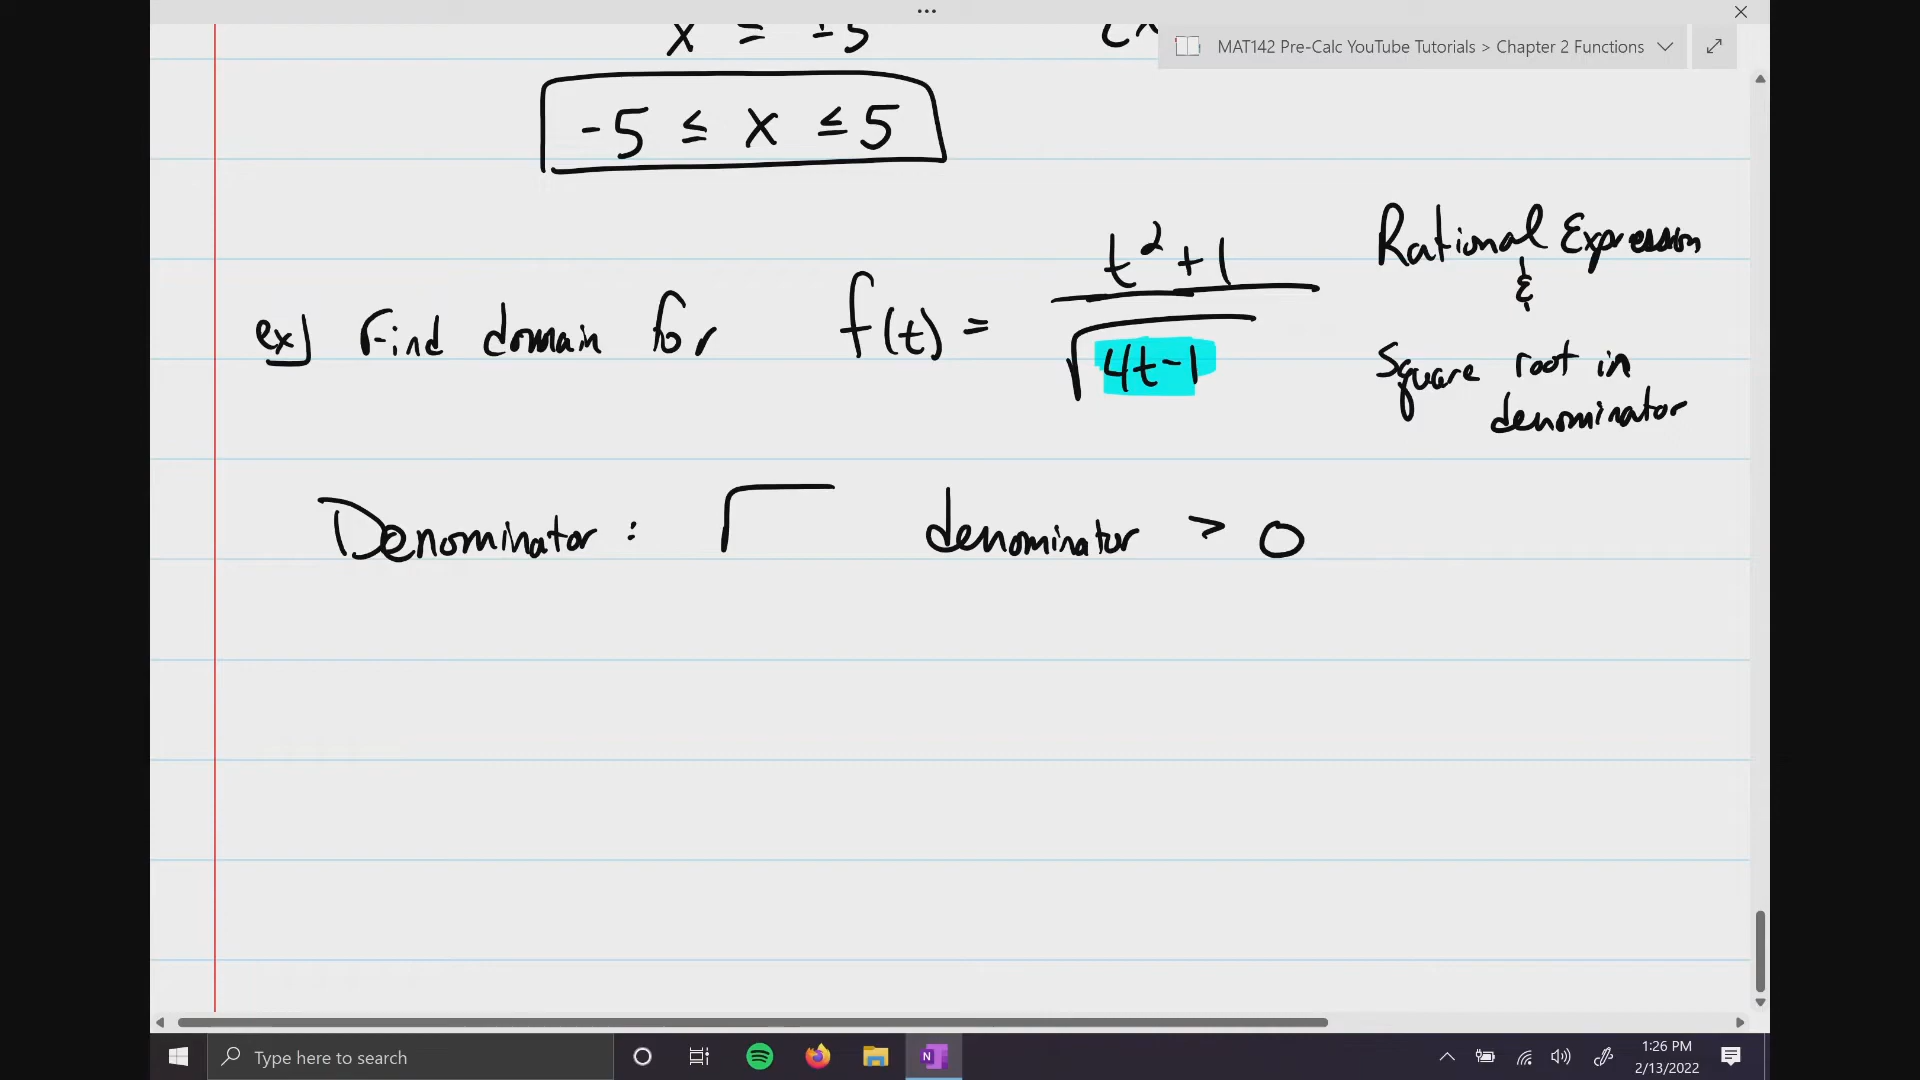 ...
MAT142 Pre-Calc YouTube Tutorials > Chapter 2 Functions
x = ±5
-5 ≤ x ≤ 5
ex) Find domain for f(t) = t²+1 / √4t-1
Rational Expression
&
Square root in
denominator
Denominator: √ denominator > 0
Type here to search
N
1:26 PM
2/13/2022